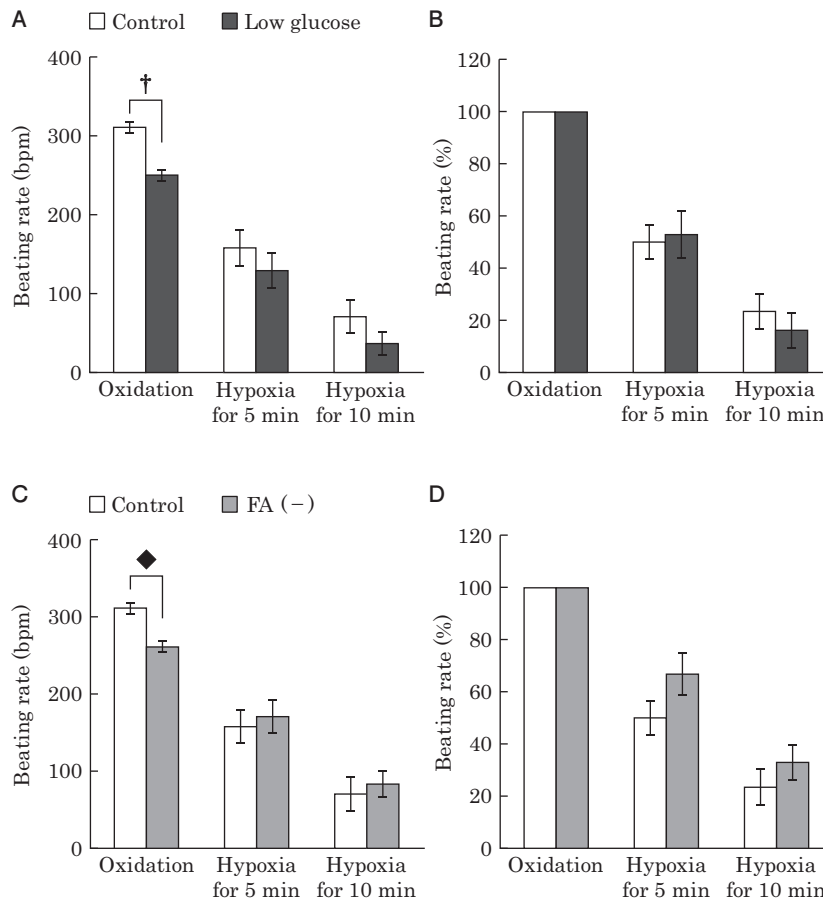 A
Control
Low glucose
400
300
200
100
0
Beating rate (bpm)
†
Oxidation
Hypoxia
for 5 min
Hypoxia
for 10 min
B
120
100
80
60
40
20
0
Beating rate (%)
Oxidation
Hypoxia
for 5 min
Hypoxia
for 10 min
C
Control
FA (−)
400
300
200
100
0
Beating rate (bpm)
◆
Oxidation
Hypoxia
for 5 min
Hypoxia
for 10 min
D
120
100
80
60
40
20
0
Beating rate (%)
Oxidation
Hypoxia
for 5 min
Hypoxia
for 10 min